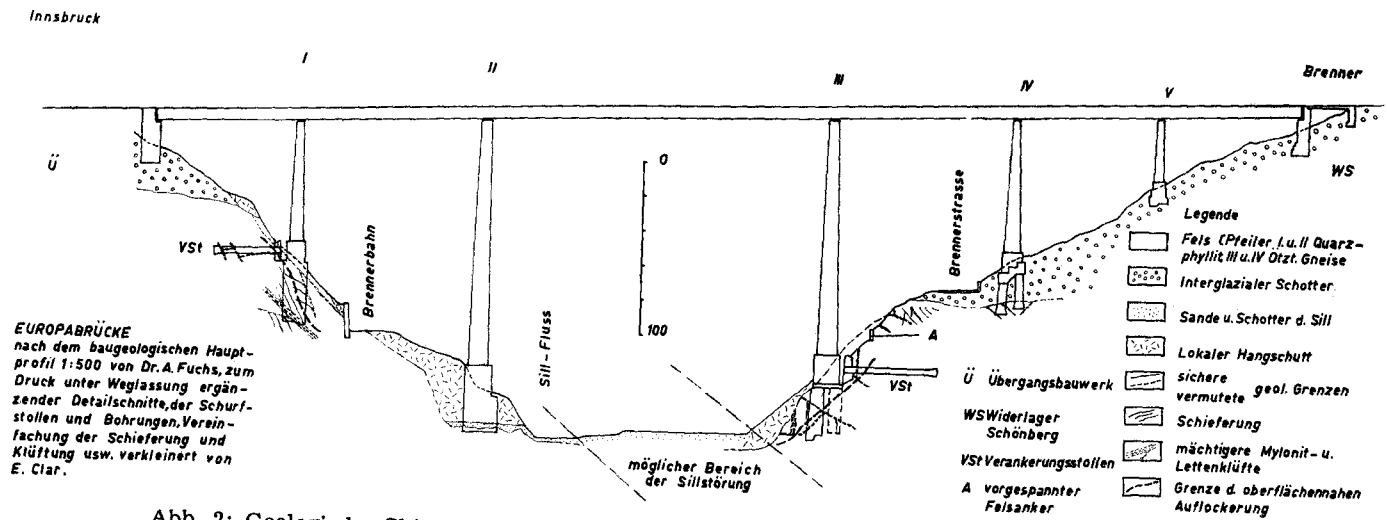 Innsbruck
I
II
III
IV
V
Brenner
Ü
VSt
Brennerbahn
Sill-Fluss
0
100
Brennerstrasse
WS
A
VSt
möglicher Bereich
der Sillstörung
EUROPABRÜCKE
nach dem baugeologischen Haupt-
profil 1:500 von Dr. A. Fuchs, zum
Druck unter Weglassung ergän-
zender Detailschnitte, der Schurf-
stollen und Bohrungen, Verein-
fachung der Schieferung und
Klüftung usw. verkleinert von
E. Clar.
Ü Übergangsbauwerk
WS Widerlager
Schönberg
VSt Verankerungsstollen
A vorgespannter
Felsanker
Legende
Fels (Pfeiler I. u. II Quarz-
phyllit III u. IV Ötzt. Gneise
Interglazialer Schotter
Sande u. Schotter d. Sill
Lokaler Hangschutt
sichere
vermutete geol. Grenzen
Schieferung
mächtigere Mylonit- u.
Lettenklüfte
Grenze d. oberflächennahen
Auflockerung
Abb. 2: